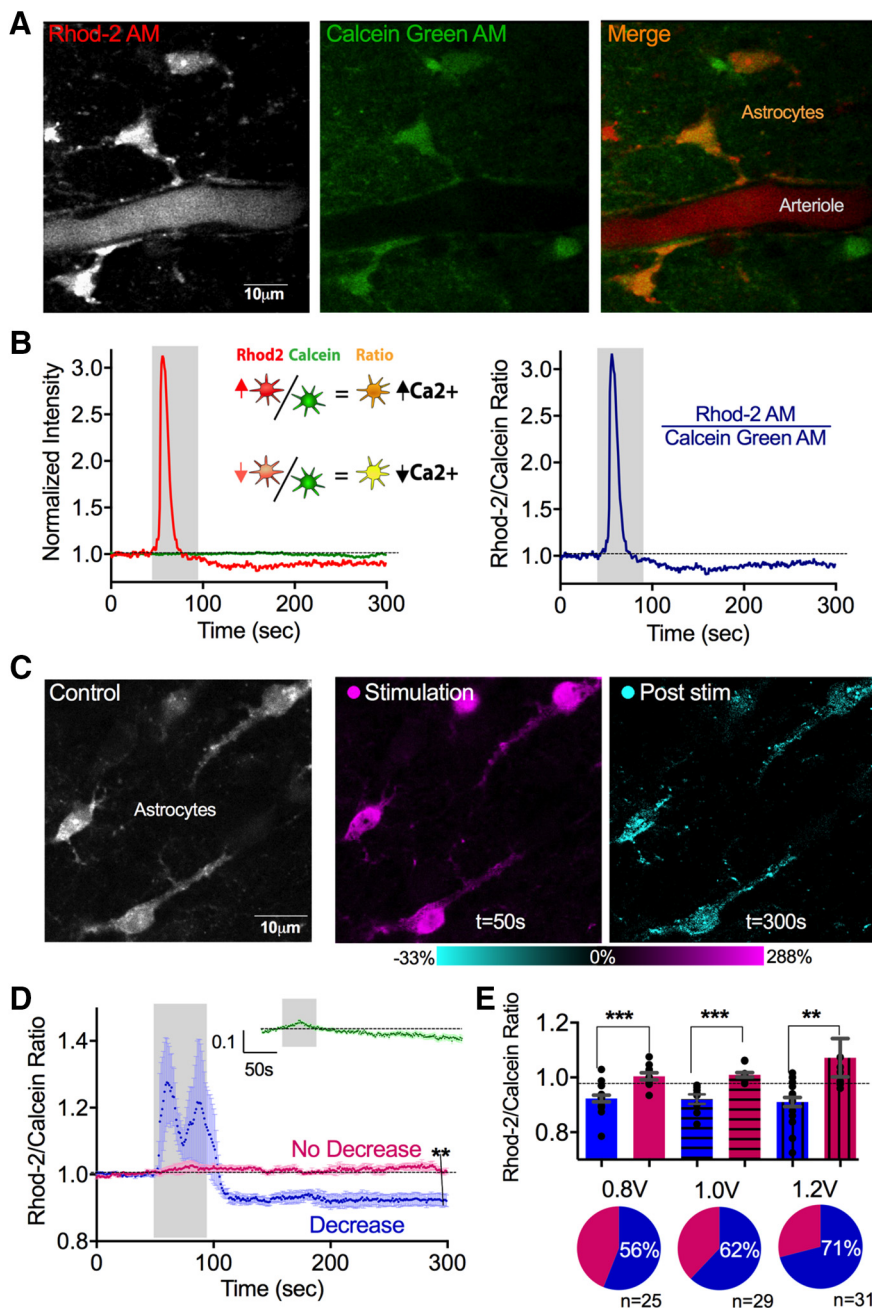 A
Rhod-2 AM
Calcein Green AM
Merge
Astrocytes
Arteriole
10μm
B
Normalized Intensity
3.0
2.5
2.0
1.5
1.0
0
100
200
300
Time (sec)
Rhod2 Calcein Ratio
/ = Ca2+
/ = Ca2+
Rhod-2/Calcein Ratio
3.0
2.5
2.0
1.5
1.0
0
100
200
300
Time (sec)
Rhod-2 AM
Calcein Green AM
C
Control
Astrocytes
10μm
Stimulation
t=50s
Post stim
t=300s
-33%
0%
288%
D
Rhod-2/Calcein Ratio
1.4
1.2
1.0
0.8
0
100
200
300
Time (sec)
0.1
50s
No Decrease
**
Decrease
E
Rhod-2/Calcein Ratio
1.2
1.0
0.8
***
***
**
0.8V
1.0V
1.2V
56%
62%
71%
n=25
n=29
n=31